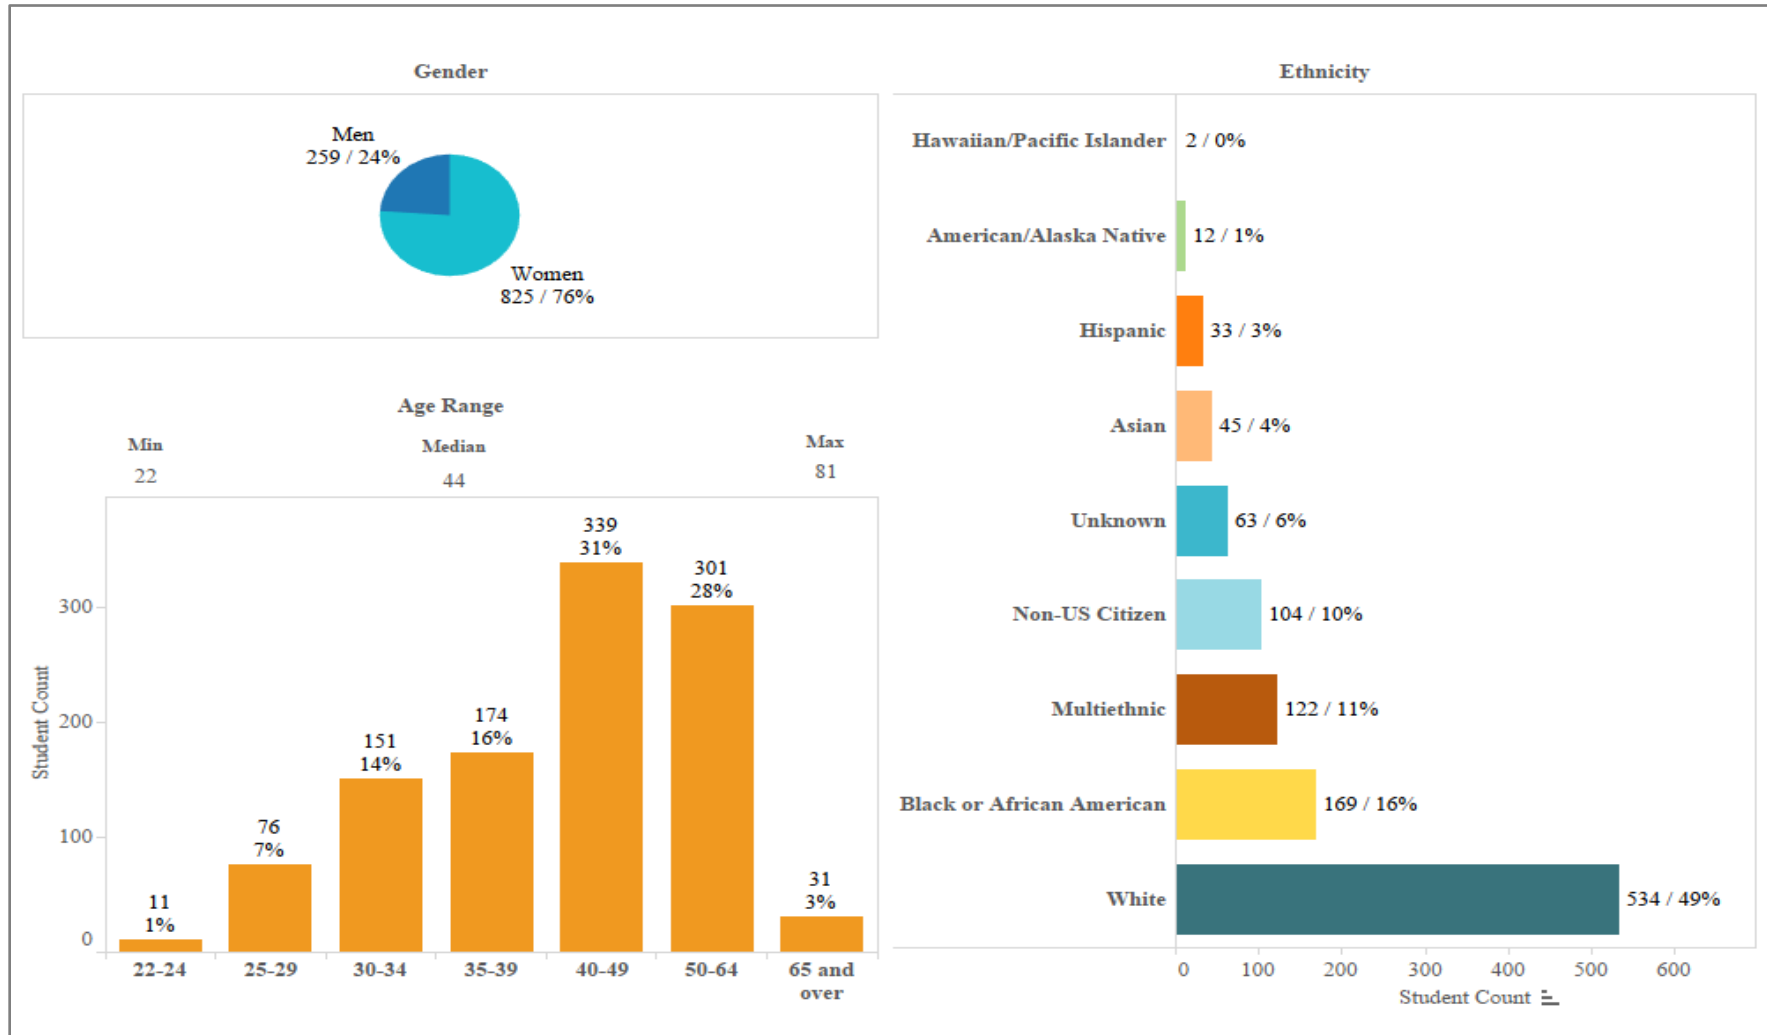 Gender
Men
259 / 24%
Women
825 / 76%
Age Range
Min
Median
Max
22
44
81
Student Count
300
200
100
0
11
1%
76
7%
151
14%
174
16%
339
31%
301
28%
31
3%
22-24
25-29
30-34
35-39
40-49
50-64
65 and
over
Ethnicity
Hawaiian/Pacific Islander 2 / 0%
American/Alaska Native 12 / 1%
Hispanic 33 / 3%
Asian 45 / 4%
Unknown 63 / 6%
Non-US Citizen 104 / 10%
Multiethnic 122 / 11%
Black or African American 169 / 16%
White 534 / 49%
0 100 200 300 400 500 600
Student Count